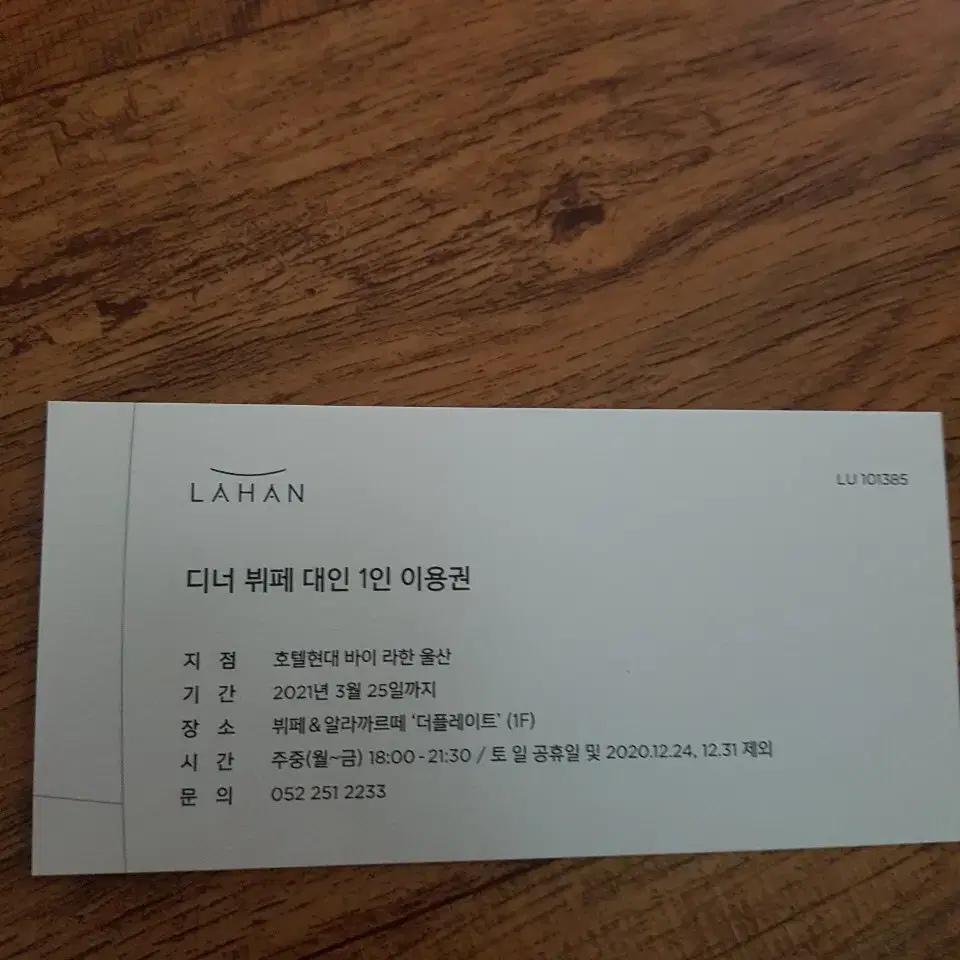 LAHAN
LU 101385
디너 뷔페 대인 1인 이용권
지 점 호텔현대 바이 라한 울산
기 간 2021년 3월 25일까지
장 소 뷔페&알라까르떼 '더플레이트' (1F)
시 간 주중(월~금) 18:00 - 21:30 / 토 일 공휴일 및 2020.12.24, 12.31 제외
문 의 052 251 2233